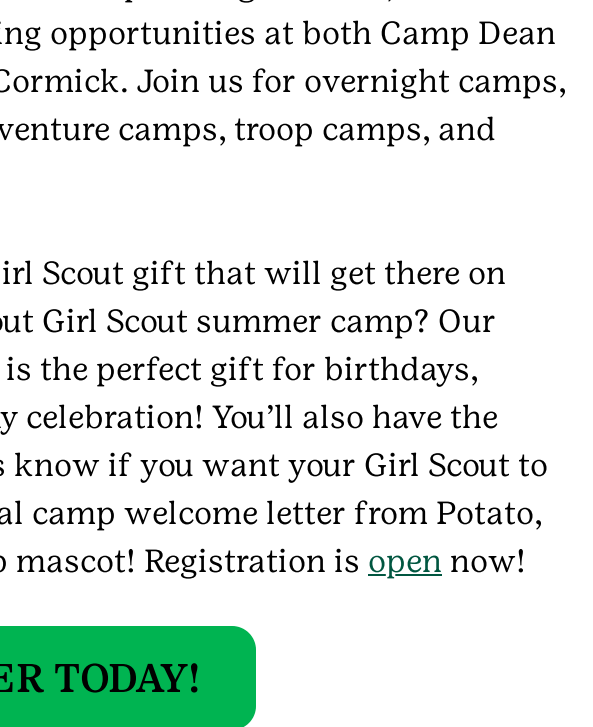 ing opportunities at both Camp Dean
Cormick. Join us for overnight camps,
venture camps, troop camps, and
irl Scout gift that will get there on
out Girl Scout summer camp? Our
is the perfect gift for birthdays,
y celebration! You’ll also have the
s know if you want your Girl Scout to
al camp welcome letter from Potato,
p mascot! Registration is open now!
ER TODAY!